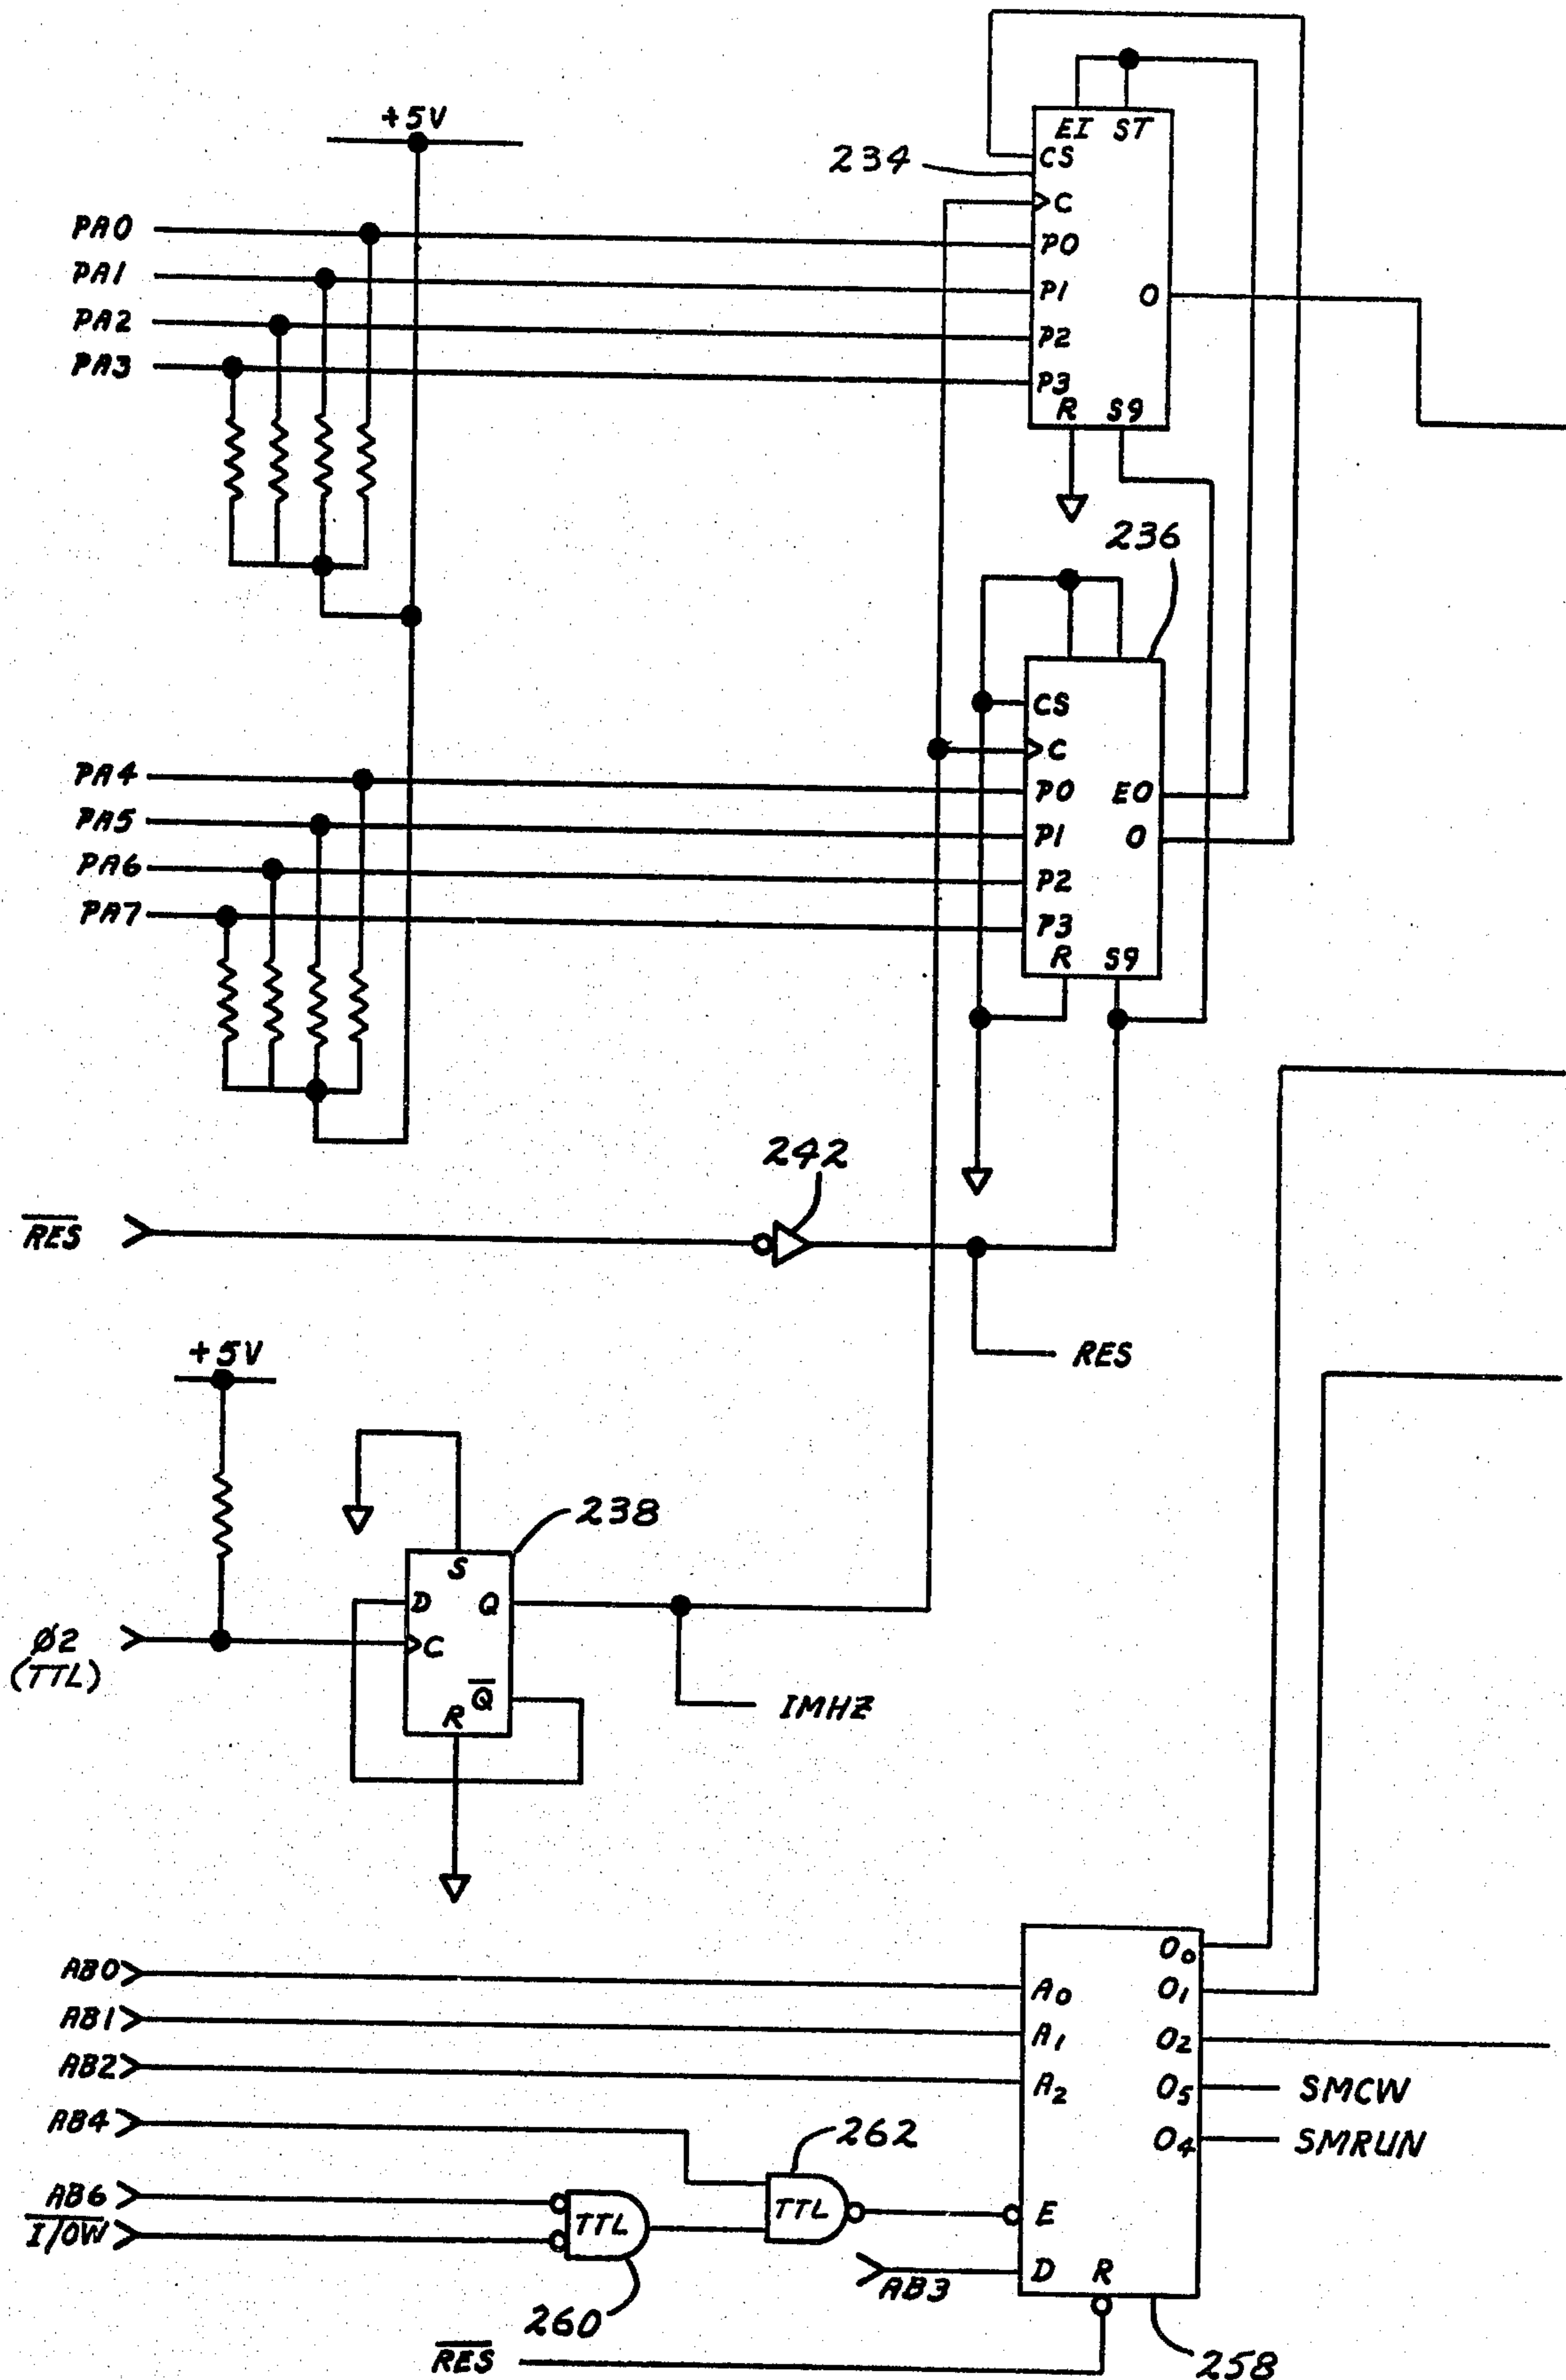 +5V
EI ST
234
CS
C
PA0
P0
PA1
P1
O
PA2
P2
PA3
P3
R S9
236
CS
C
PA4
P0
EO
PA5
P1
O
PA6
P2
PA7
P3
R S9
242
RES
RES
+5V
238
S
D Q
Ø2
(TTL)
C
Q
R
1MHZ
AB0
A0
O0
AB1
A1
O1
AB2
A2
O2
O5
SMCW
AB4
262
O4
SMRUN
AB6
TTL
TTL
E
I/OW
AB3
D R
260
RES
258